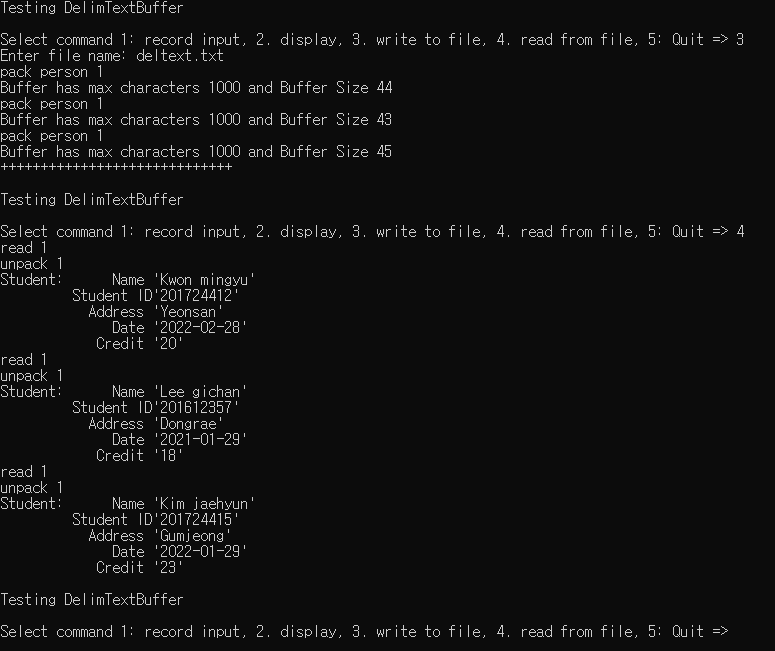 Testing DelimTextBuffer
Select command 1: record input, 2. display, 3. write to file, 4. read from file, 5: Quit => 3
Enter file name: deltext.txt
pack person 1
Buffer has max characters 1000 and Buffer Size 44
pack person 1
Buffer has max characters 1000 and Buffer Size 43
pack person 1
Buffer has max characters 1000 and Buffer Size 45
+++++++++++++++++++++++++++++
Testing DelimTextBuffer
Select command 1: record input, 2. display, 3. write to file, 4. read from file, 5: Quit => 4
read 1
unpack 1
Student:      Name 'Kwon mingyu'
         Student ID'201724412'
           Address 'Yeonsan'
              Date '2022-02-28'
            Credit '20'
read 1
unpack 1
Student:      Name 'Lee gichan'
         Student ID'201612357'
           Address 'Dongrae'
              Date '2021-01-29'
            Credit '18'
read 1
unpack 1
Student:      Name 'Kim jaehyun'
         Student ID'201724415'
           Address 'Gumjeong'
              Date '2022-01-29'
            Credit '23'
Testing DelimTextBuffer
Select command 1: record input, 2. display, 3. write to file, 4. read from file, 5: Quit =>